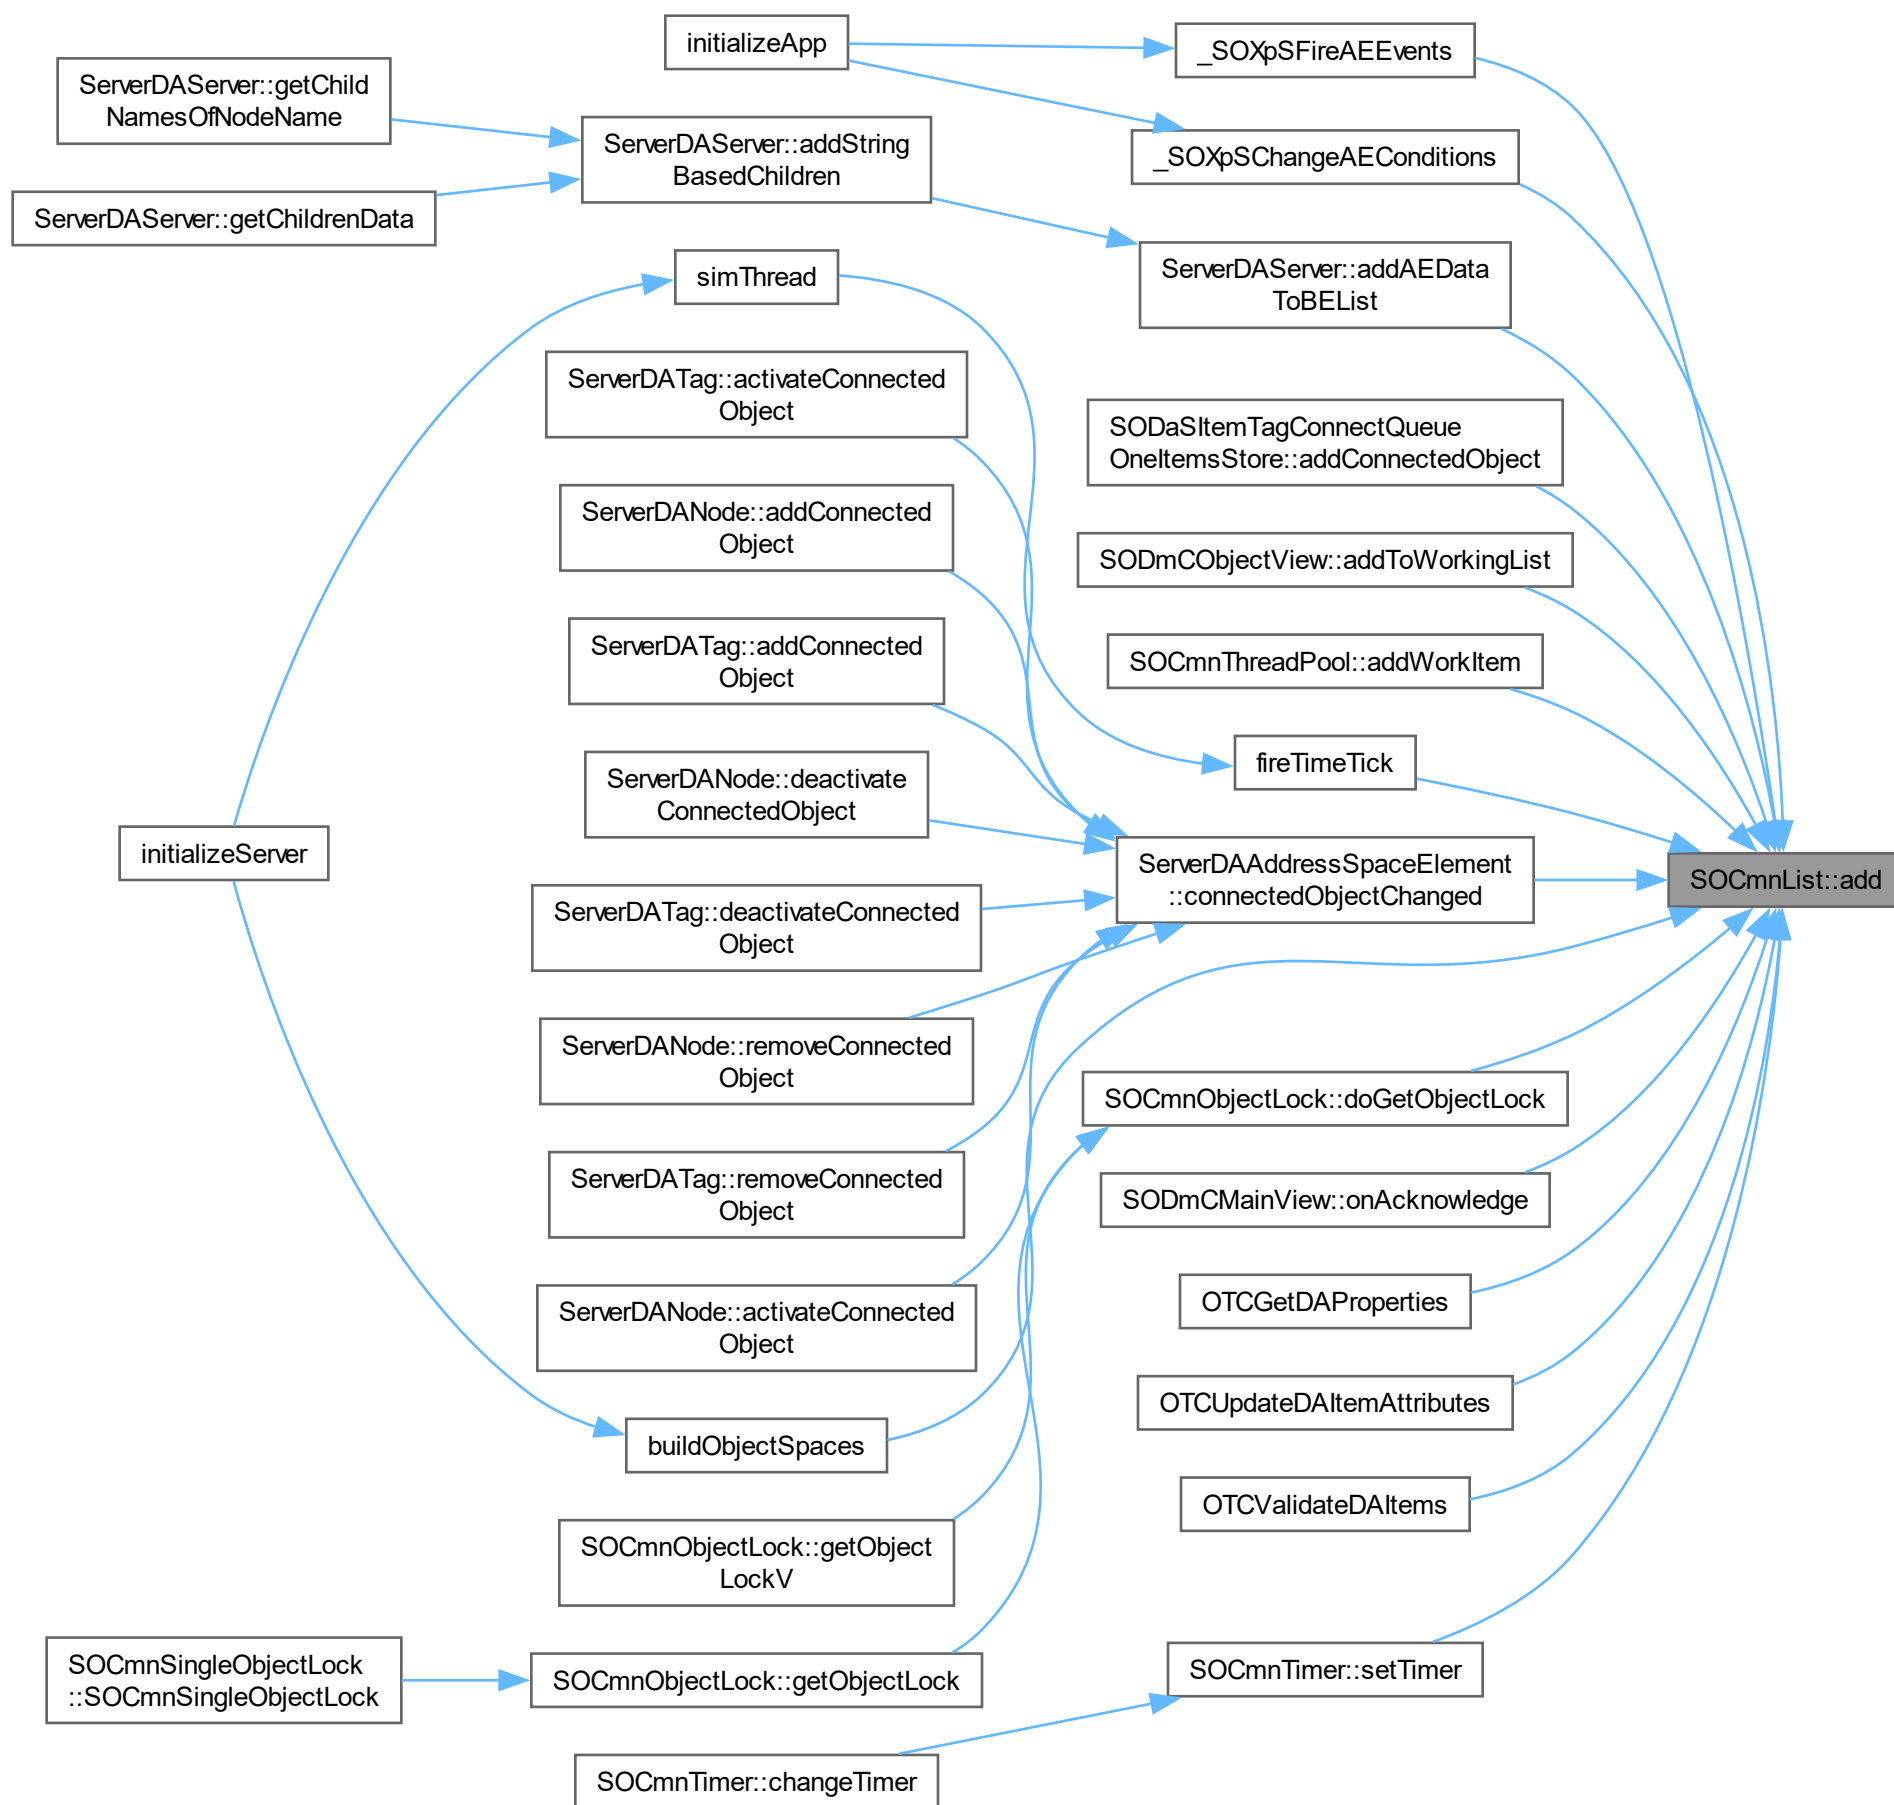 initializeApp
_SOXpSFireAEEvents
ServerDAServer::getChild
NamesOfNodeName
ServerDAServer::addString
BasedChildren
_SOXpSChangeAEConditions
ServerDAServer::getChildrenData
simThread
ServerDAServer::addAEData
ToBEList
ServerDATag::activateConnected
Object
SODaSItemTagConnectQueue
OneItemsStore::addConnectedObject
ServerDANode::addConnected
Object
SODmCObjectView::addToWorkingList
ServerDATag::addConnected
Object
SOCmnThreadPool::addWorkItem
ServerDANode::deactivate
ConnectedObject
fireTimeTick
initializeServer
ServerDAAddressSpaceElement
::connectedObjectChanged
SOCmnList::add
ServerDATag::deactivateConnected
Object
ServerDANode::removeConnected
Object
SOCmnObjectLock::doGetObjectLock
ServerDATag::removeConnected
Object
SODmCMainView::onAcknowledge
ServerDANode::activateConnected
Object
OTCGetDAProperties
OTCUpdateDAItemAttributes
buildObjectSpaces
OTCValidateDAItems
SOCmnObjectLock::getObject
LockV
SOCmnSingleObjectLock
::SOCmnSingleObjectLock
SOCmnObjectLock::getObjectLock
SOCmnTimer::setTimer
SOCmnTimer::changeTimer